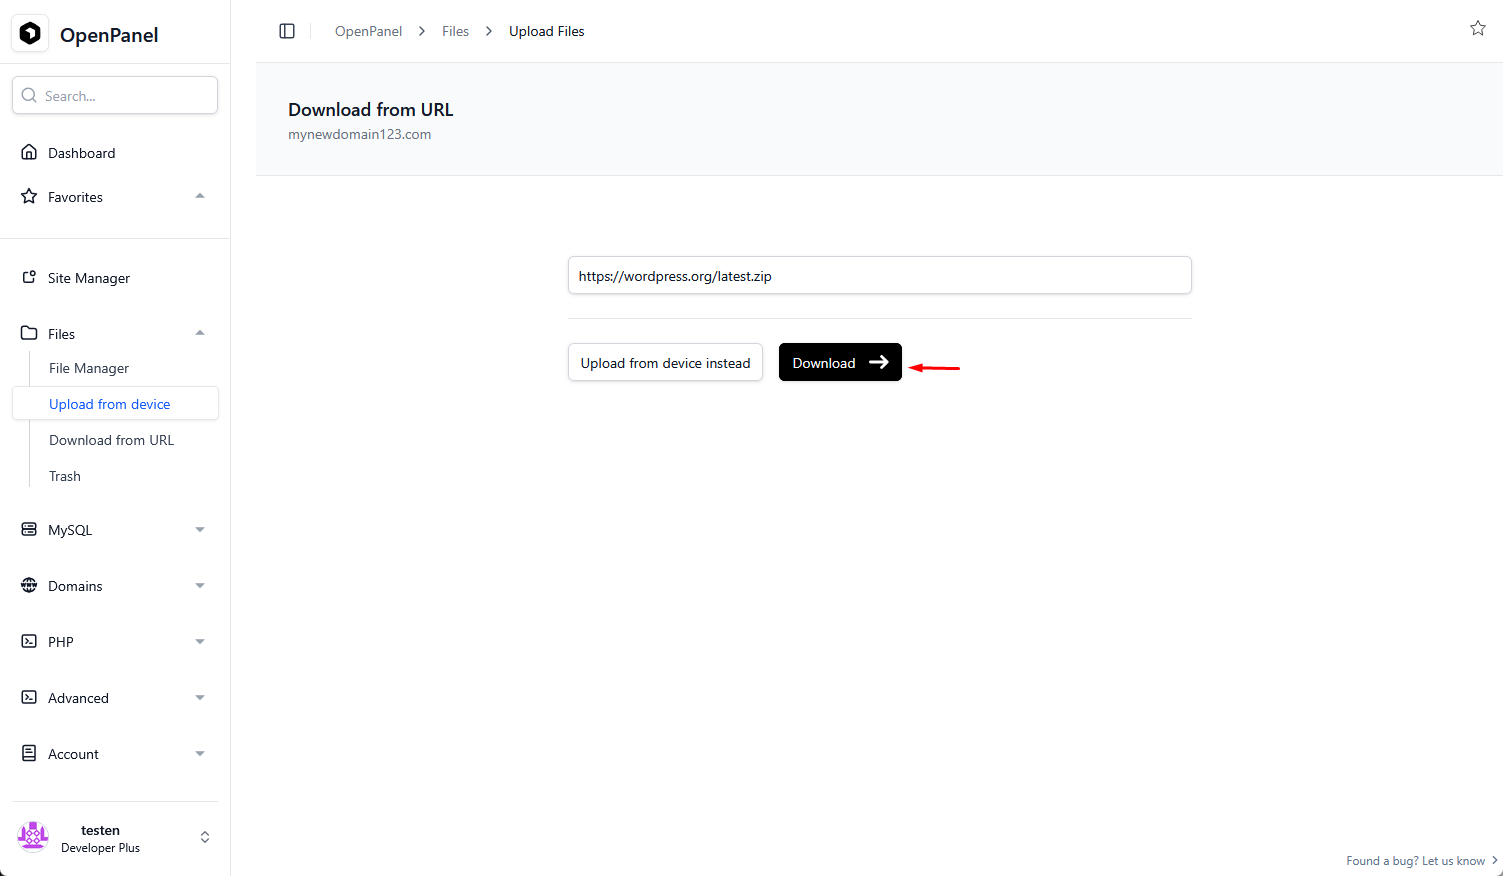 OpenPanel
Search...
Dashboard
Favorites
Site Manager
Files
File Manager
Upload from device
Download from URL
Trash
MySQL
Domains
PHP
Advanced
Account
testen
Developer Plus
OpenPanel > Files > Upload Files
Download from URL
mynewdomain123.com
https://wordpress.org/latest.zip
Upload from device instead
Download
Found a bug? Let us know